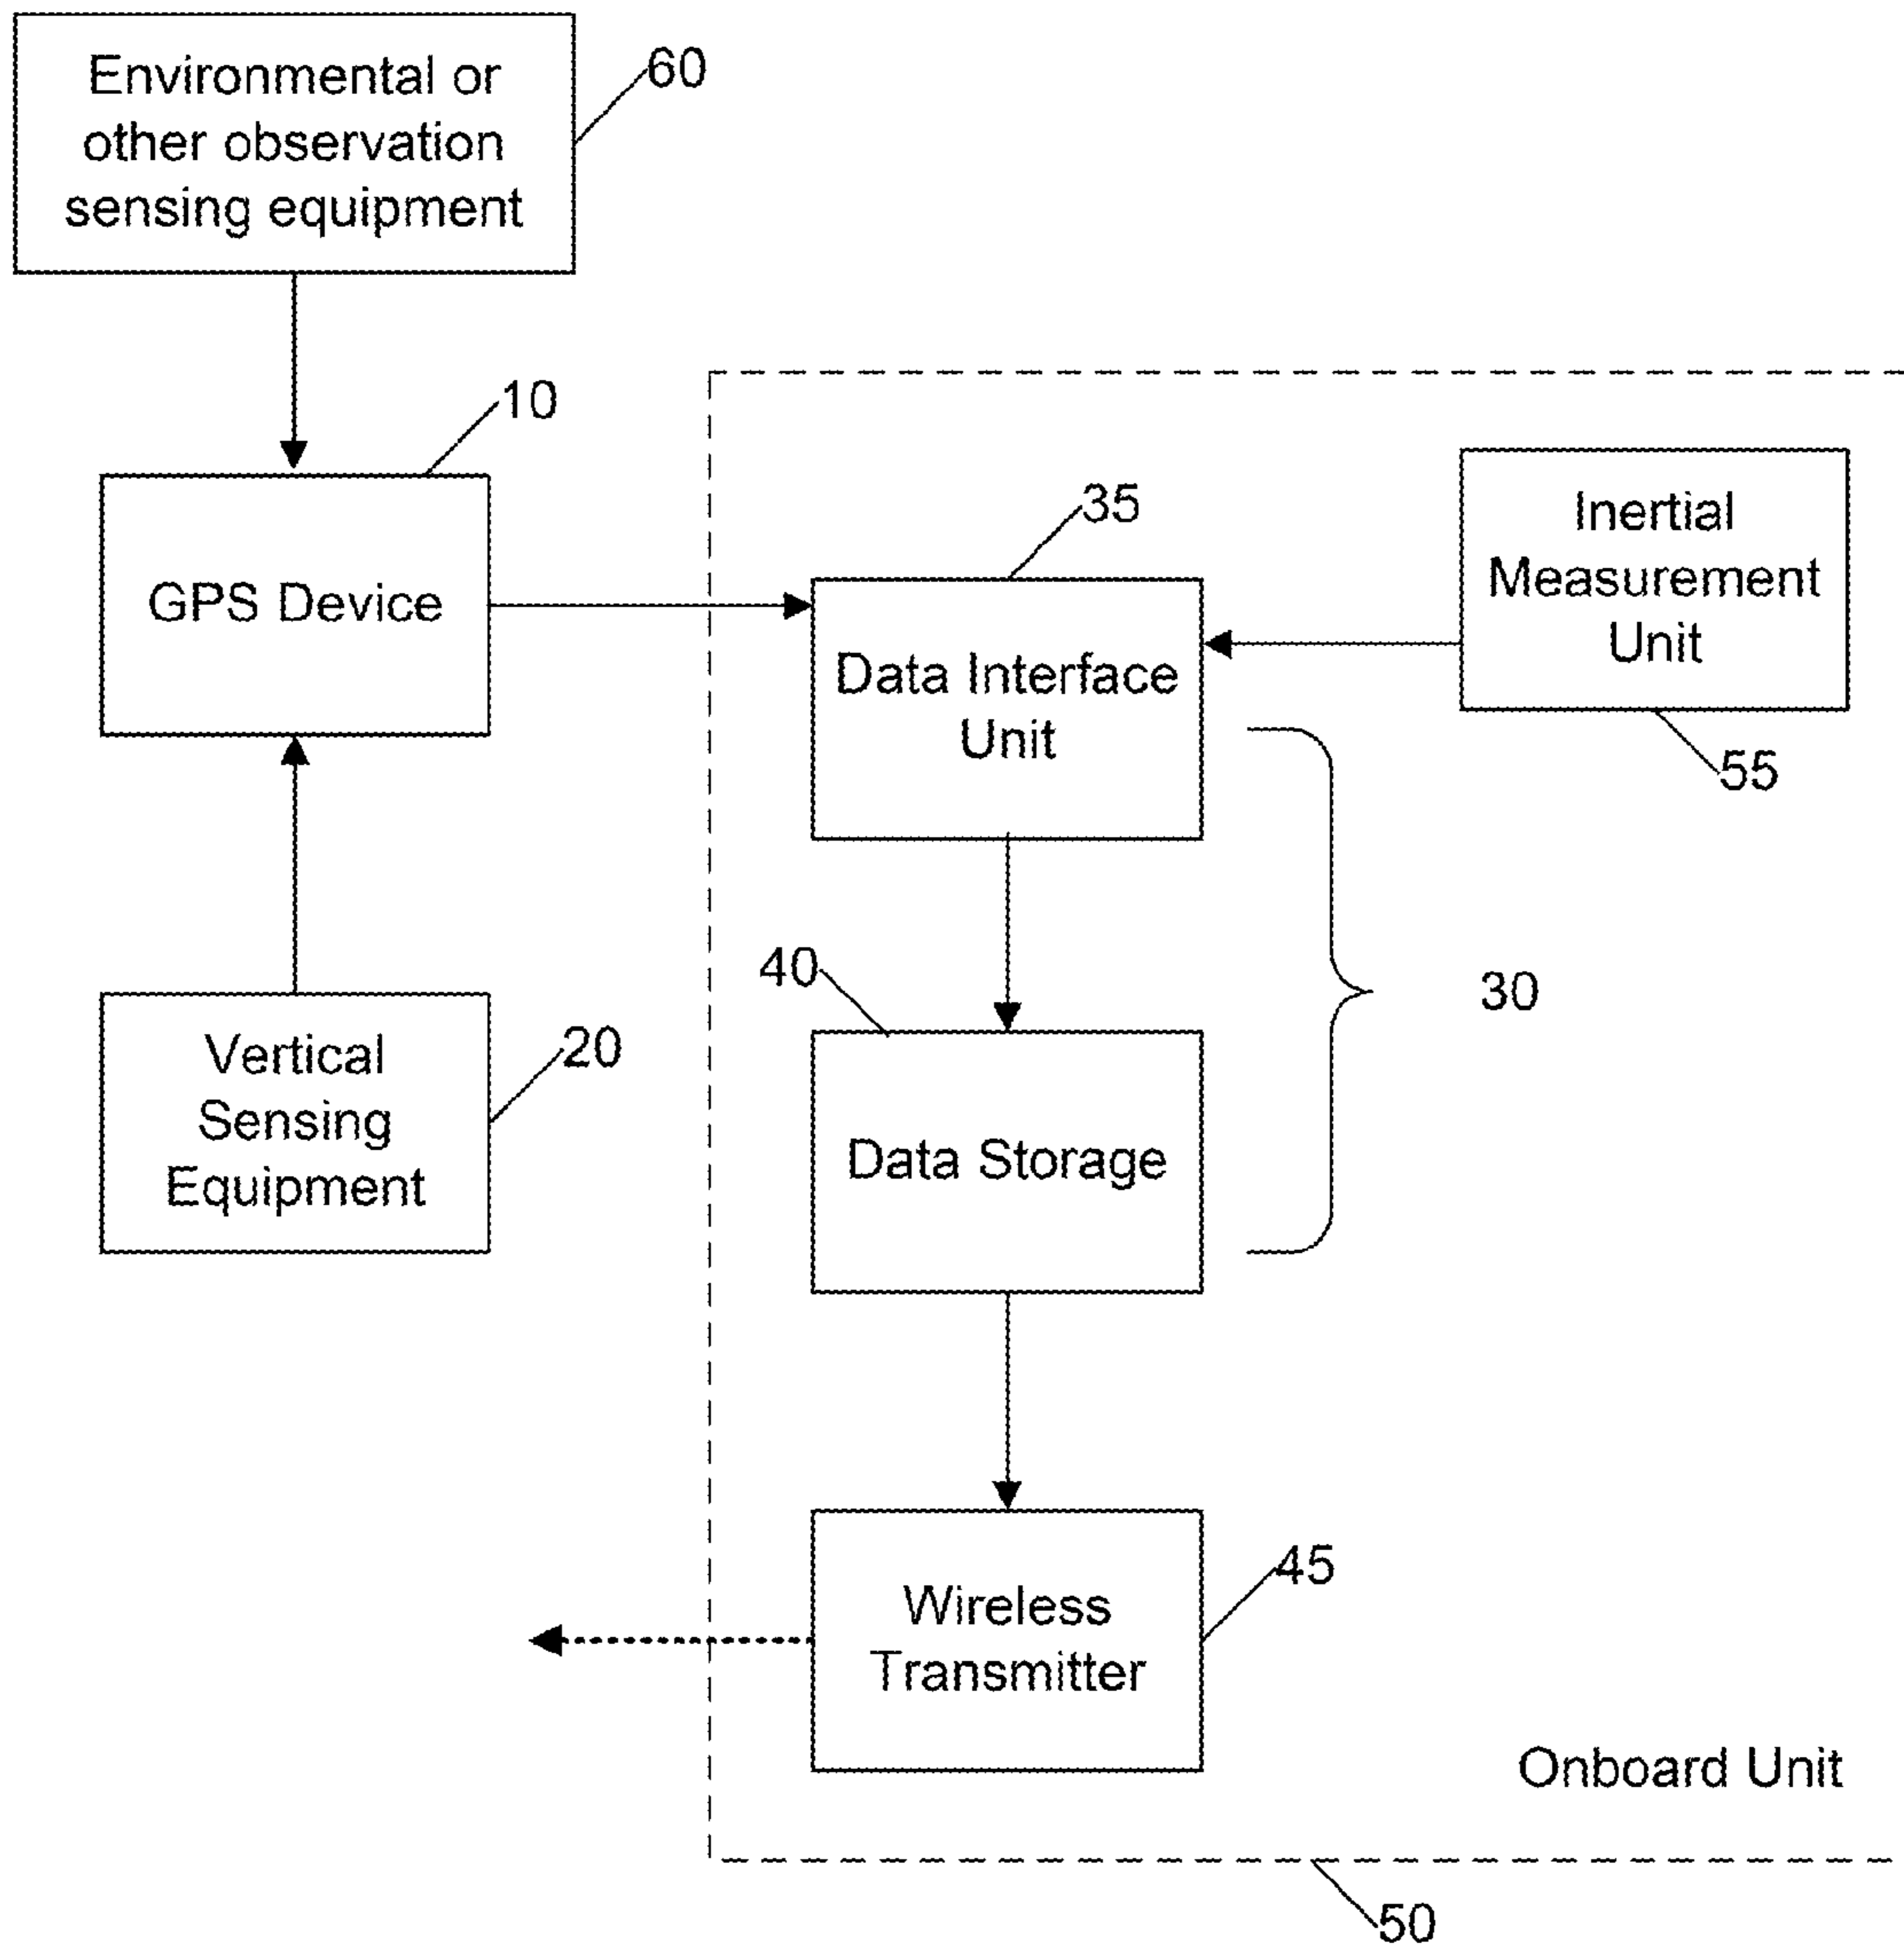 Environmental or
other observation
sensing equipment
60
10
GPS Device
35
Data Interface
Unit
Inertial
Measurement
Unit
55
Vertical
Sensing
Equipment
20
40
Data Storage
30
Wireless
Transmitter
45
Onboard Unit
50